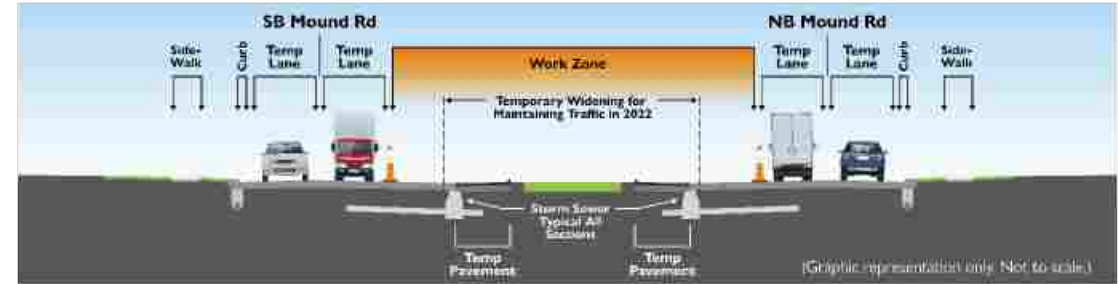 SB Mound Rd
NB Mound Rd
Side-
Walk
Curb
Temp
Lane
Temp
Lane
Work Zone
Temp
Lane
Temp
Lane
Curb
Side-
Walk
Temporary Widening for
Maintaining Traffic in 2022
Storm Sewer
Typical All
Temp
Pavement
Temp
Pavement
(Graphic representation only. Not to scale.)